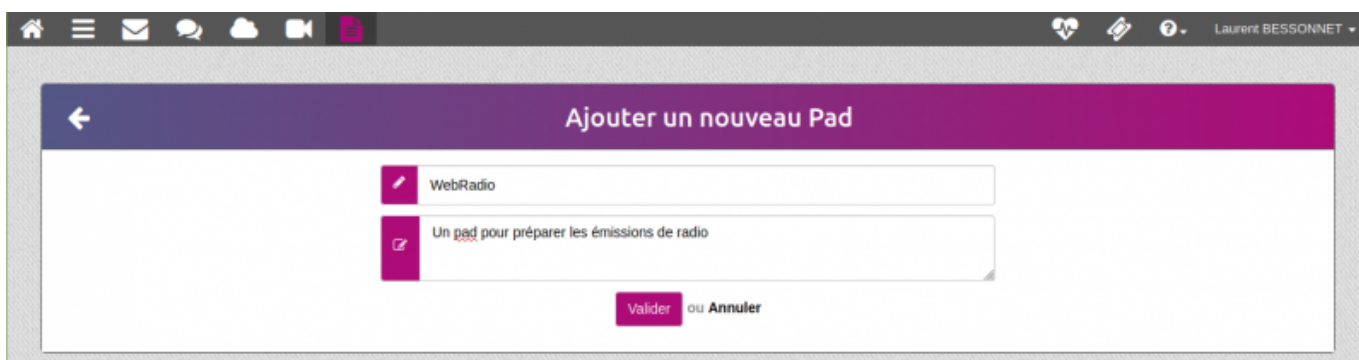 Laurent BESSONNET
Ajouter un nouveau Pad
WebRadio
Un pad pour préparer les émissions de radio
Valider ou Annuler